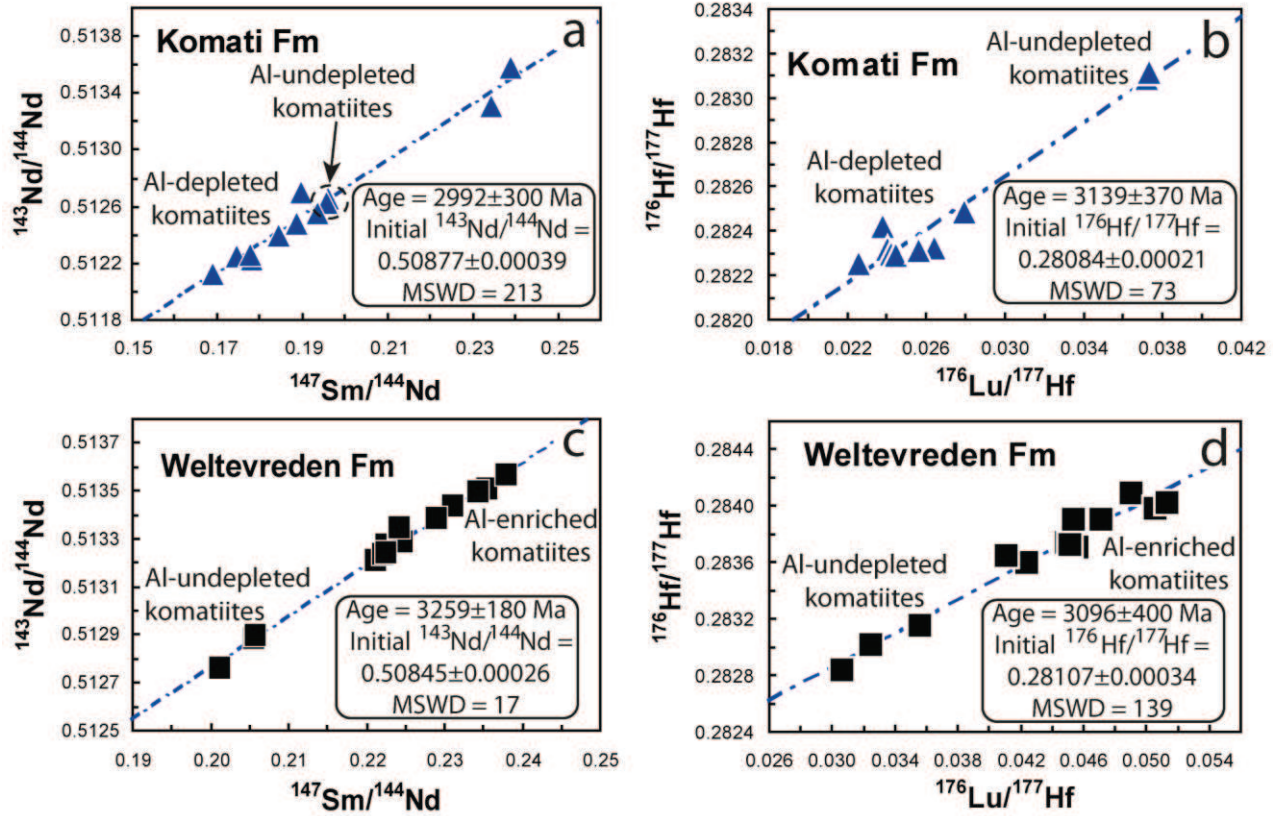 Komati Fm
a
Al-undepleted
komatiites
Al-depleted
komatiites
Age = 2992±300 Ma
Initial ¹⁴³Nd/¹⁴⁴Nd =
0.50877±0.00039
MSWD = 213
0.5138
0.5134
0.5130
0.5126
0.5122
0.5118
¹⁴³Nd/¹⁴⁴Nd
0.15 0.17 0.19 0.21 0.23 0.25
¹⁴⁷Sm/¹⁴⁴Nd
Komati Fm
b
Al-undepleted
komatiites
Al-depleted
komatiites
Age = 3139±370 Ma
Initial ¹⁷⁶Hf/¹⁷⁷Hf =
0.28084±0.00021
MSWD = 73
0.2834
0.2832
0.2830
0.2828
0.2826
0.2824
0.2822
0.2820
¹⁷⁶Hf/¹⁷⁷Hf
0.018 0.022 0.026 0.030 0.034 0.038 0.042
¹⁷⁶Lu/¹⁷⁷Hf
Weltevreden Fm
c
Al-enriched
komatiites
Al-undepleted
komatiites
Age = 3259±180 Ma
Initial ¹⁴³Nd/¹⁴⁴Nd =
0.50845±0.00026
MSWD = 17
0.5137
0.5135
0.5133
0.5131
0.5129
0.5127
0.5125
¹⁴³Nd/¹⁴⁴Nd
0.19 0.20 0.21 0.22 0.23 0.24 0.25
¹⁴⁷Sm/¹⁴⁴Nd
Weltevreden Fm
d
Al-enriched
komatiites
Al-undepleted
komatiites
Age = 3096±400 Ma
Initial ¹⁷⁶Hf/¹⁷⁷Hf =
0.28107±0.00034
MSWD = 139
0.2844
0.2840
0.2836
0.2832
0.2828
0.2824
¹⁷⁶Hf/¹⁷⁷Hf
0.026 0.030 0.034 0.038 0.042 0.046 0.050 0.054
¹⁷⁶Lu/¹⁷⁷Hf